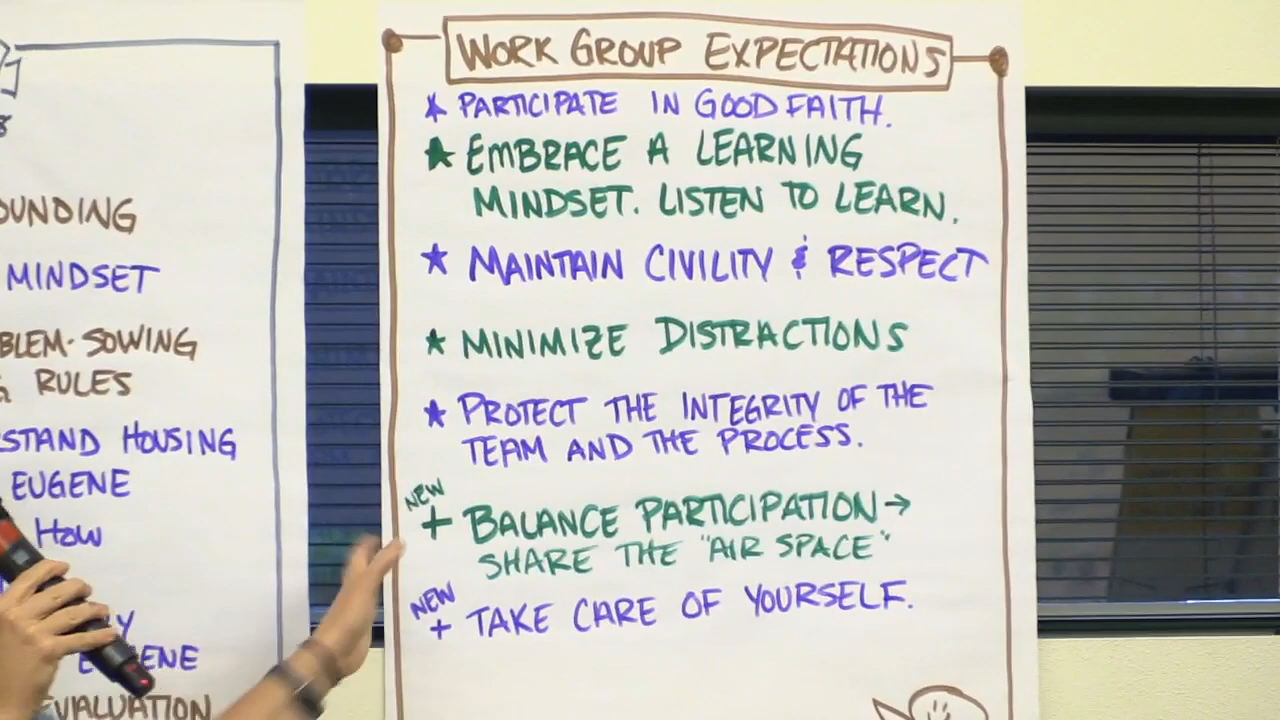 OUNDING
MINDSET
BLEM-SOWING
RULES
STAND HOUSING
EUGENE
HOW
EVALUATION
WORK GROUP EXPECTATIONS
PARTICIPATE IN GOOD FAITH.
EMBRACE A LEARNING
MINDSET. LISTEN TO LEARN.
MAINTAIN CIVILITY & RESPECT
MINIMIZE DISTRACTIONS
PROTECT THE INTEGRITY OF THE
TEAM AND THE PROCESS.
NEW
+ BALANCE PARTICIPATION →
SHARE THE "AIR SPACE"
NEW
+ TAKE CARE OF YOURSELF.